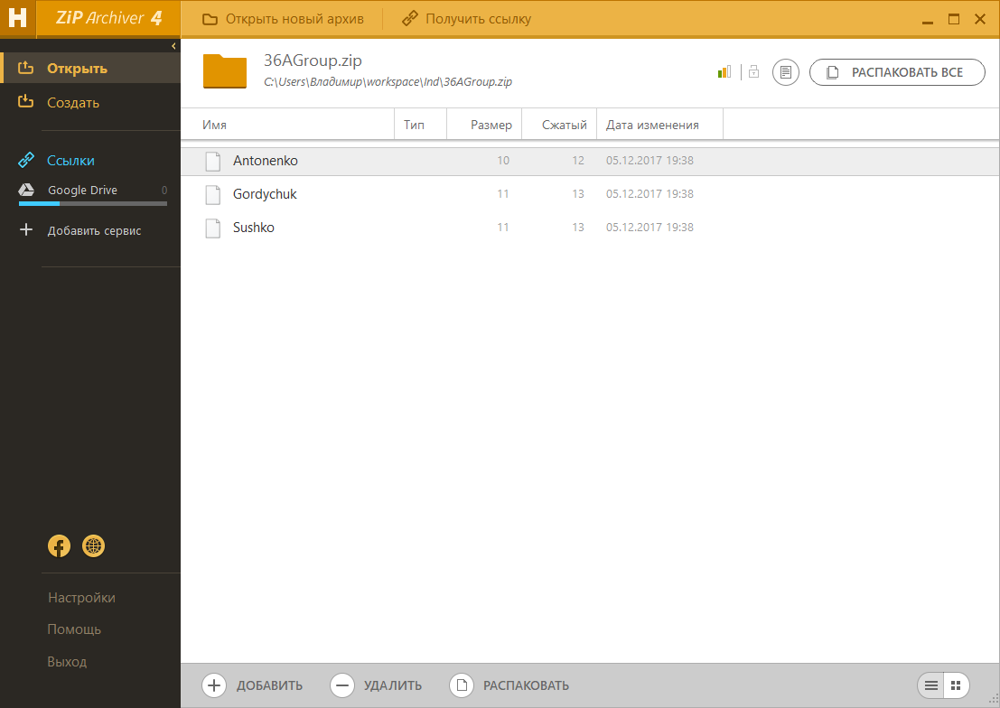 H ZiP Archiver 4
Открыть новый архив
Получить ссылку
Открыть
Создать
Ссылки
Google Drive 0
Добавить сервис
Настройки
Помощь
Выход
36AGroup.zip
C:\Users\Владимир\workspace\Ind\36AGroup.zip
РАСПАКОВАТЬ ВСЕ
Имя Тип Размер Сжатый Дата изменения
Antonenko 10 12 05.12.2017 19:38
Gordychuk 11 13 05.12.2017 19:38
Sushko 11 13 05.12.2017 19:38
ДОБАВИТЬ УДАЛИТЬ РАСПАКОВАТЬ